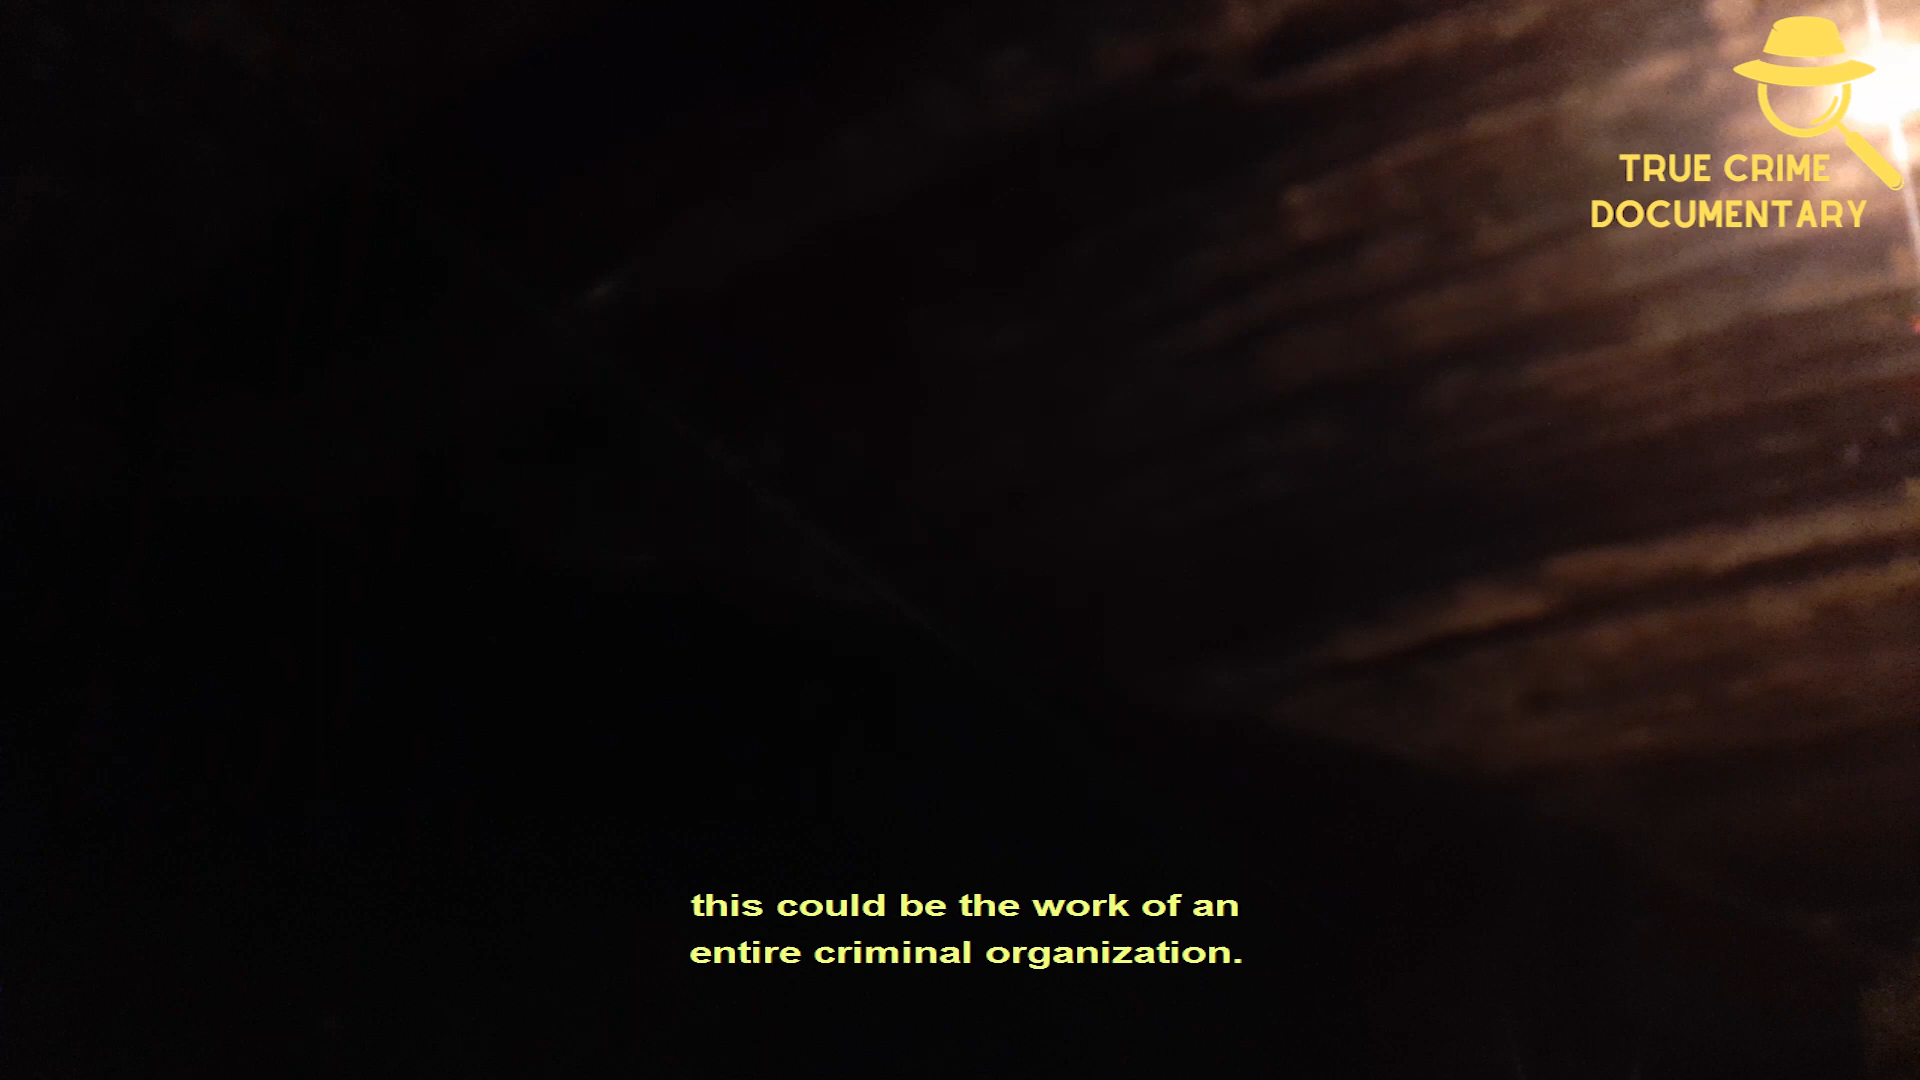 TRUE CRIME
DOCUMENTARY
this could be the work of an
entire criminal organization.